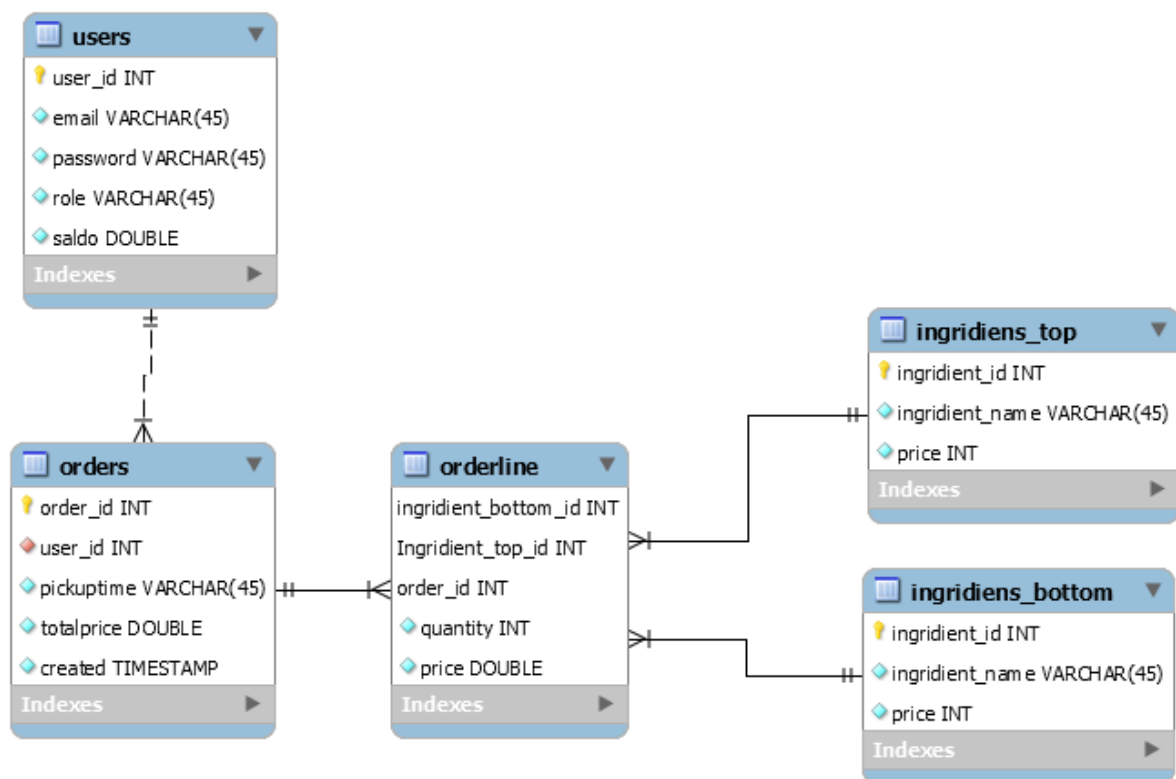 users
user_id INT
email VARCHAR(45)
password VARCHAR(45)
role VARCHAR(45)
saldo DOUBLE
Indexes
orders
order_id INT
user_id INT
pickuptime VARCHAR(45)
totalprice DOUBLE
created TIMESTAMP
Indexes
orderline
ingridient_bottom_id INT
Ingridient_top_id INT
order_id INT
quantity INT
price DOUBLE
Indexes
ingridiens_top
ingridient_id INT
ingridient_name VARCHAR(45)
price INT
Indexes
ingridiens_bottom
ingridient_id INT
ingridient_name VARCHAR(45)
price INT
Indexes